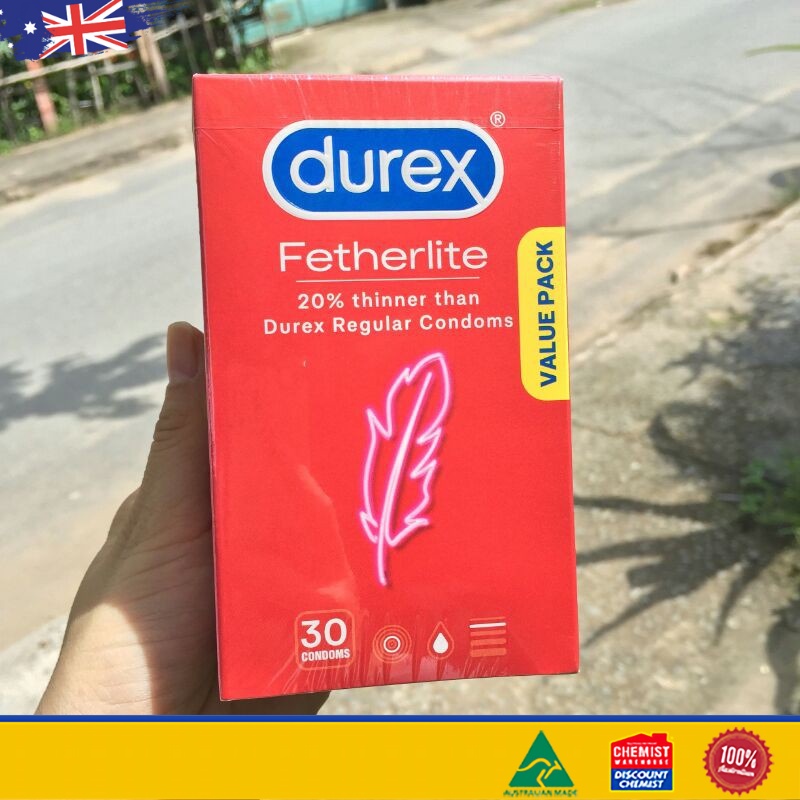 durex
®
Fetherlite
20% thinner than
Durex Regular Condoms
VALUE PACK
30
CONDOMS
AUSTRALIAN MADE
CHEMIST
WAREHOUSE
DISCOUNT
CHEMIST
100%